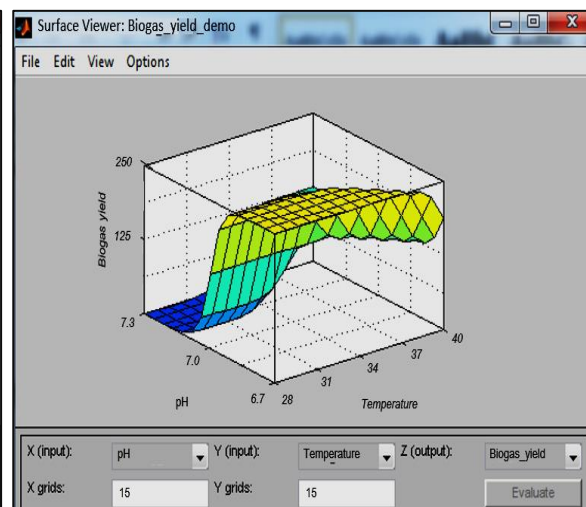 Surface Viewer: Biogas_yield_demo
File Edit View Options
250
Biogas yield
125
7.3
7.0
6.7
pH
28
31
34
37
40
Temperature
X (input): pH Y (input): Temperature Z (output): Biogas_yield
X grids: 15 Y grids: 15 Evaluate